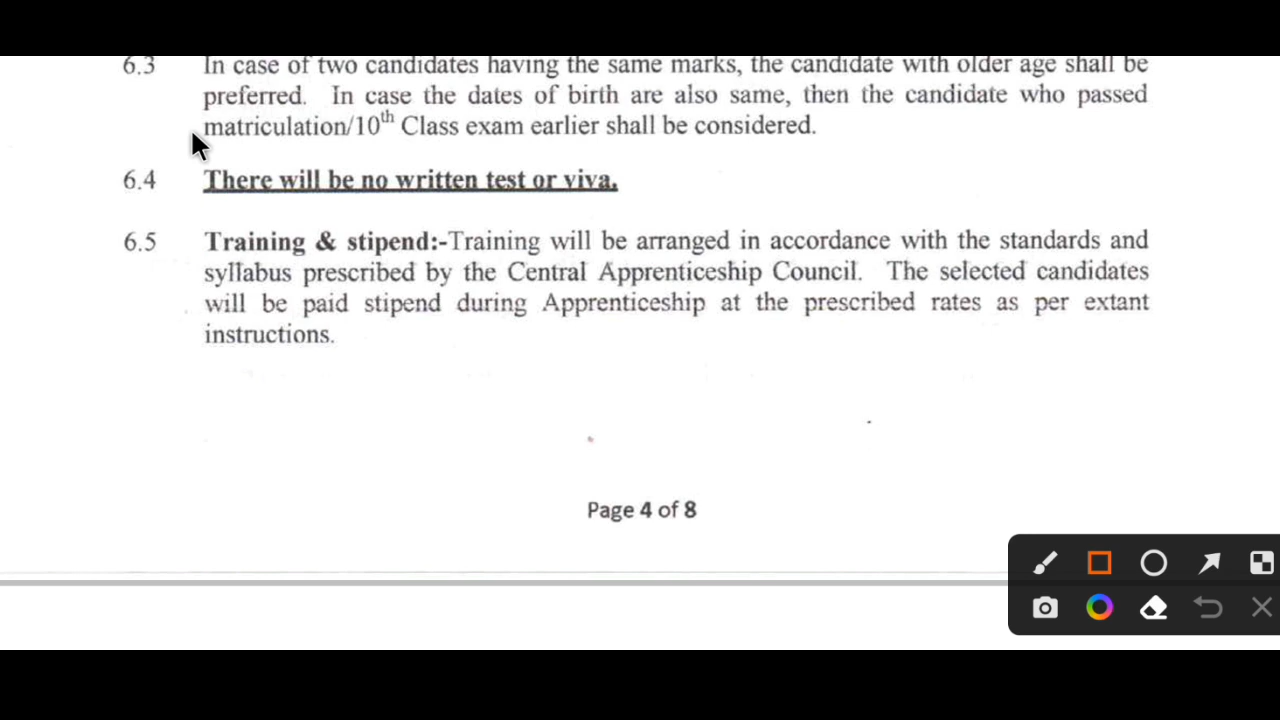 6.3 In case of two candidates having the same marks, the candidate with older age shall be
preferred. In case the dates of birth are also same, then the candidate who passed
matriculation/10th Class exam earlier shall be considered.
6.4 There will be no written test or viva.
6.5 Training & stipend:-Training will be arranged in accordance with the standards and
syllabus prescribed by the Central Apprenticeship Council. The selected candidates
will be paid stipend during Apprenticeship at the prescribed rates as per extant
instructions.
Page 4 of 8